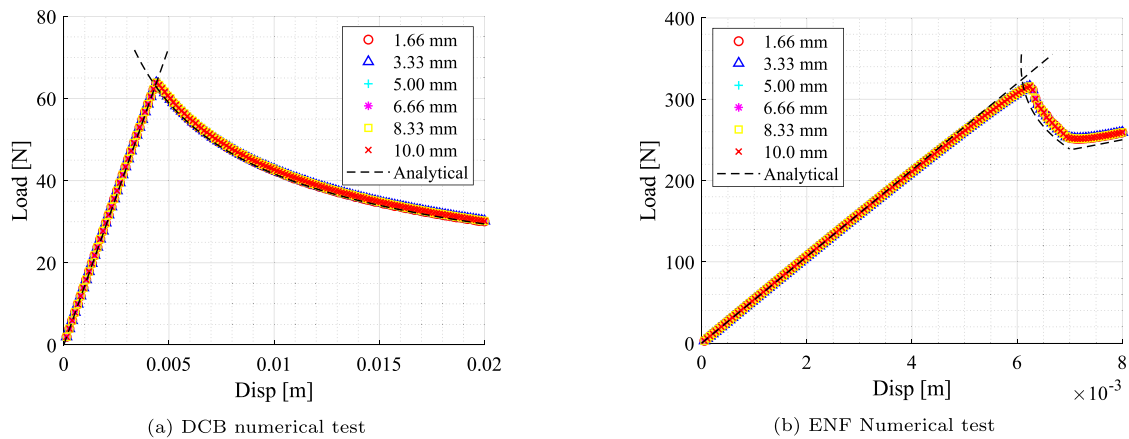 80
60
40
20
0
Load [N]
0
0.005
0.01
0.015
0.02
Disp [m]
1.66 mm
3.33 mm
5.00 mm
6.66 mm
8.33 mm
10.0 mm
Analytical
(a) DCB numerical test
400
300
200
100
0
Load [N]
0
2
4
6
8
Disp [m]
×10⁻³
1.66 mm
3.33 mm
5.00 mm
6.66 mm
8.33 mm
10.0 mm
Analytical
(b) ENF Numerical test